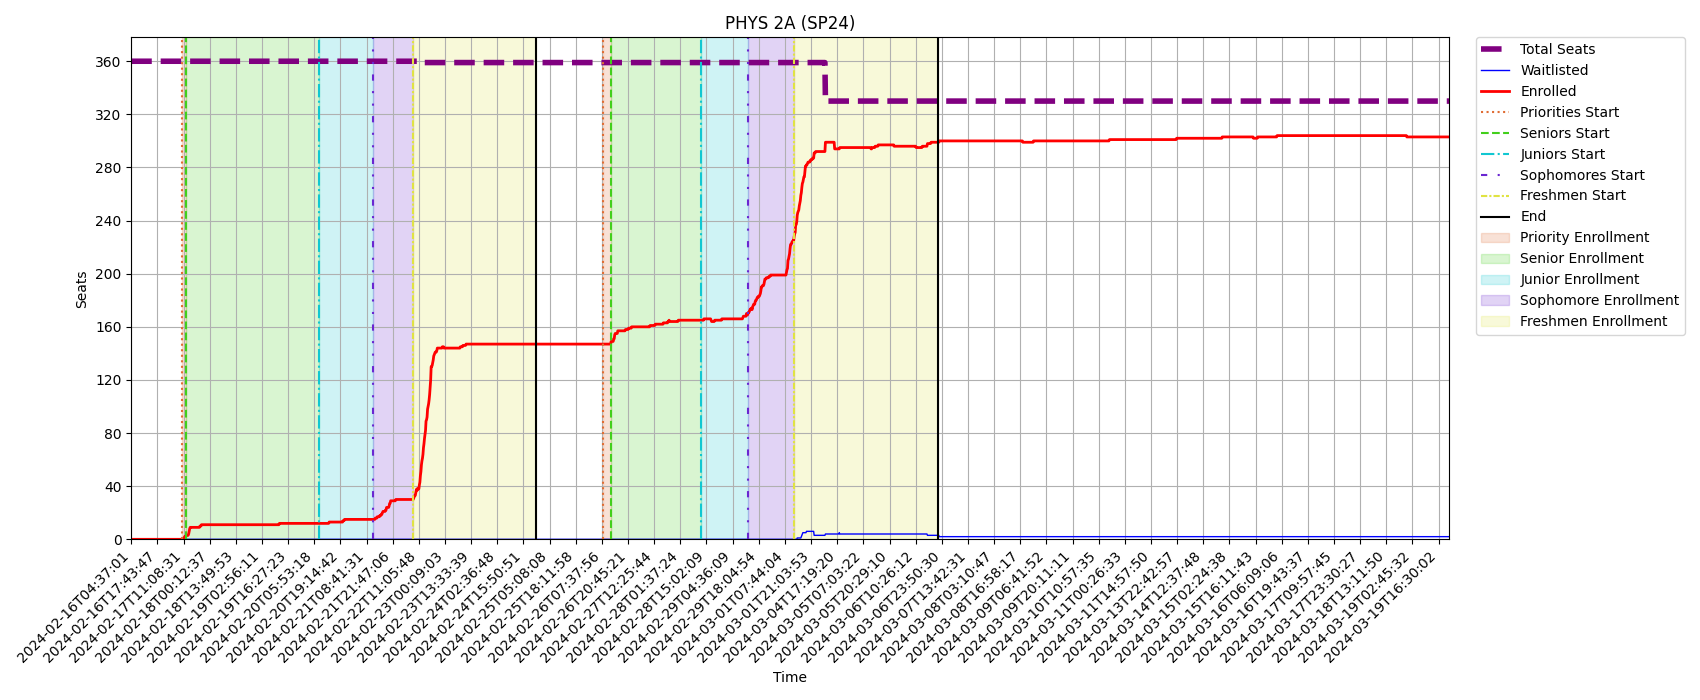 PHYS 2A (SP24)
Seats
360
320
280
240
200
160
120
80
40
0
2024-02-16T04:37:01
2024-02-16T17:43:47
2024-02-17T11:08:31
2024-02-18T00:12:37
2024-02-18T13:49:53
2024-02-19T02:56:11
2024-02-19T16:27:23
2024-02-20T05:53:18
2024-02-20T19:14:42
2024-02-21T08:41:31
2024-02-21T21:47:06
2024-02-22T11:05:48
2024-02-23T00:09:03
2024-02-23T13:33:39
2024-02-24T02:36:48
2024-02-24T15:50:51
2024-02-25T05:08:08
2024-02-25T18:11:58
2024-02-26T07:37:56
2024-02-26T20:45:21
2024-02-27T12:25:44
2024-02-28T01:37:24
2024-02-28T15:02:09
2024-02-29T04:36:09
2024-02-29T18:04:54
2024-03-01T07:44:04
2024-03-01T21:03:53
2024-03-04T17:19:20
2024-03-05T07:03:22
2024-03-05T20:29:10
2024-03-06T10:26:12
2024-03-06T23:50:30
2024-03-07T13:42:31
2024-03-08T03:10:47
2024-03-08T16:58:17
2024-03-09T06:41:52
2024-03-09T20:11:11
2024-03-10T10:57:35
2024-03-11T00:26:33
2024-03-11T14:57:50
2024-03-13T22:42:57
2024-03-14T12:37:48
2024-03-15T02:24:38
2024-03-15T16:11:43
2024-03-16T06:09:06
2024-03-16T19:43:37
2024-03-17T09:57:45
2024-03-17T23:30:27
2024-03-18T13:11:50
2024-03-19T02:45:32
2024-03-19T16:30:02
Time
Total Seats
Waitlisted
Enrolled
Priorities Start
Seniors Start
Juniors Start
Sophomores Start
Freshmen Start
End
Priority Enrollment
Senior Enrollment
Junior Enrollment
Sophomore Enrollment
Freshmen Enrollment